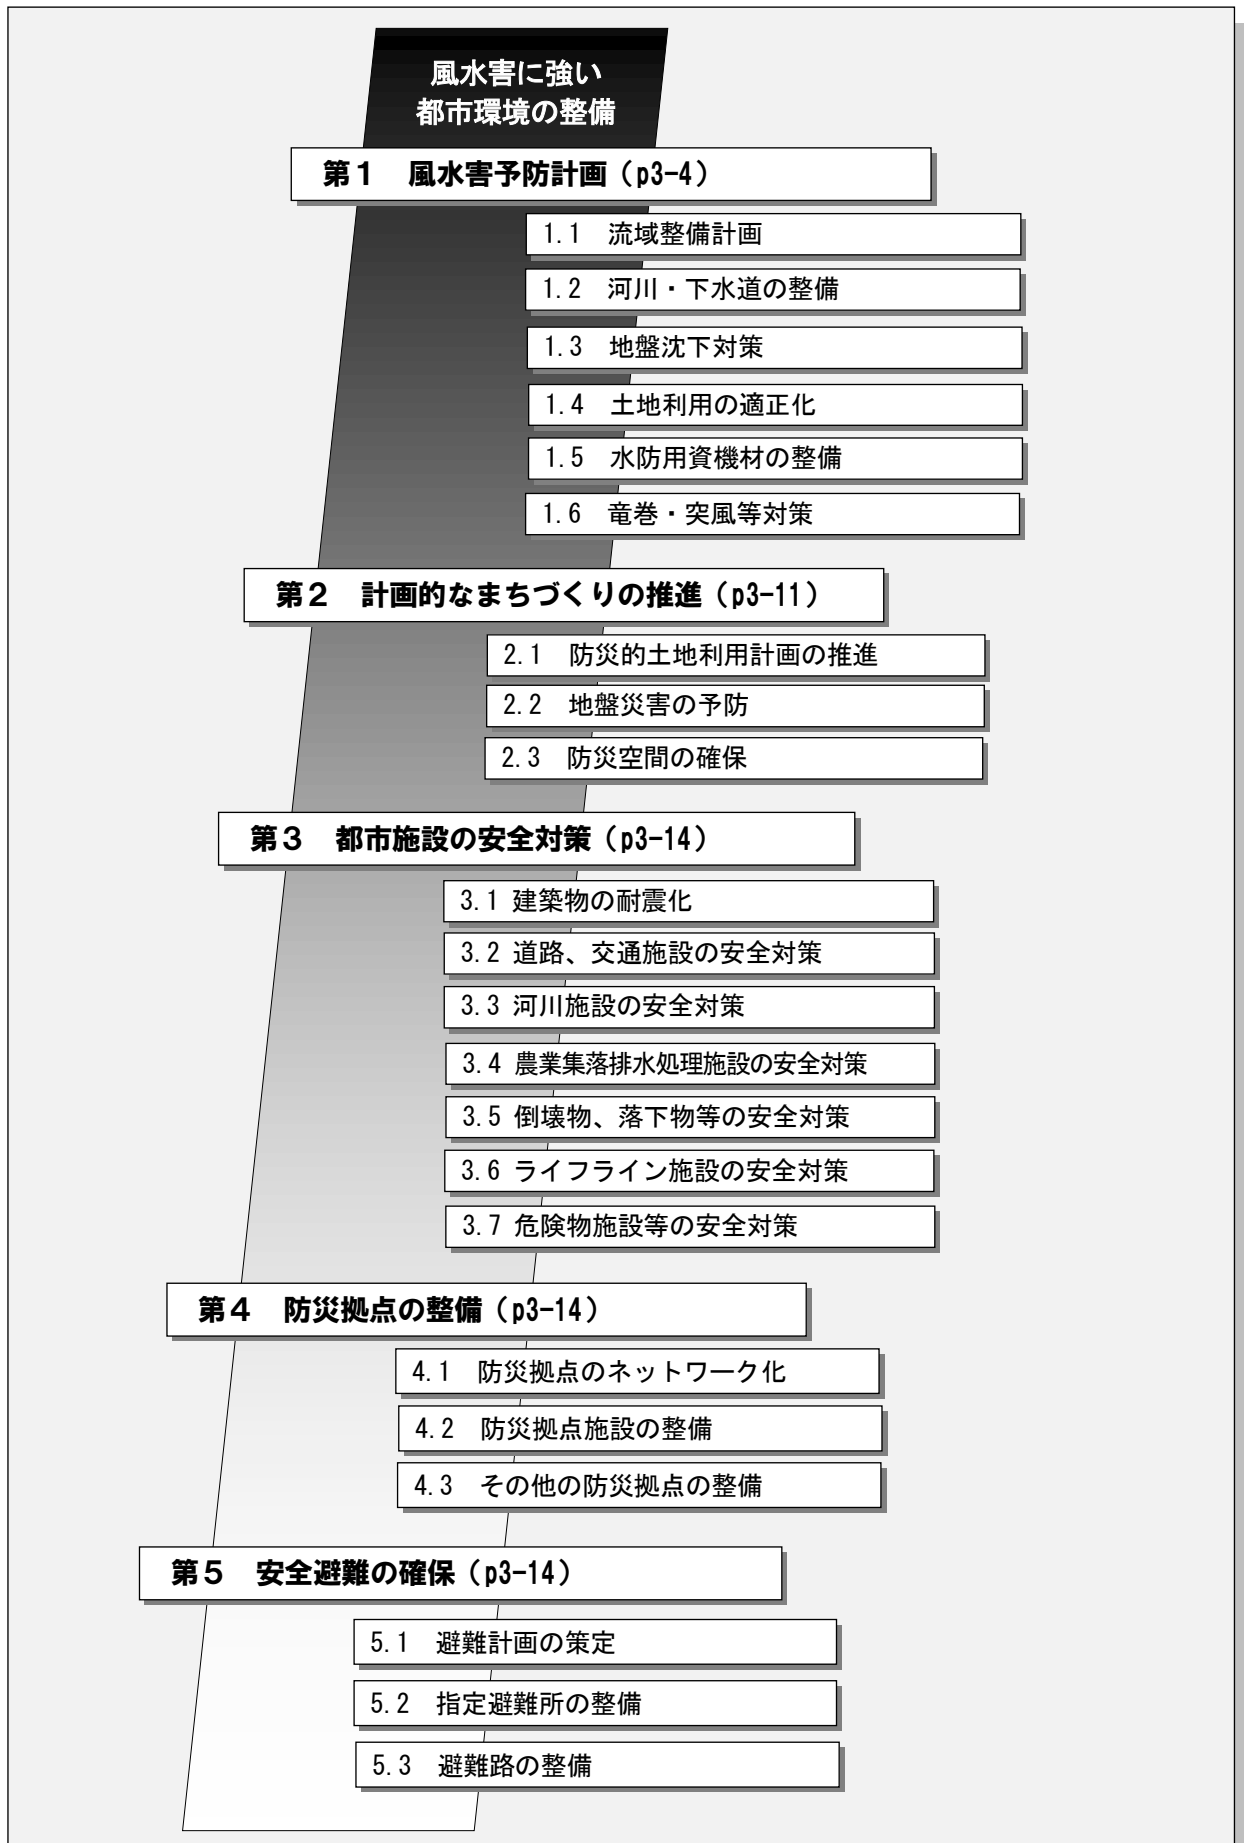 風水害に強い
都市環境の整備
第１　風水害予防計画（p3-4）
1.1　流域整備計画
1.2　河川・下水道の整備
1.3　地盤沈下対策
1.4　土地利用の適正化
1.5　水防用資機材の整備
1.6　竜巻・突風等対策
第２　計画的なまちづくりの推進（p3-11）
2.1　防災的土地利用計画の推進
2.2　地盤災害の予防
2.3　防災空間の確保
第３　都市施設の安全対策（p3-14）
3.1 建築物の耐震化
3.2 道路、交通施設の安全対策
3.3 河川施設の安全対策
3.4 農業集落排水処理施設の安全対策
3.5 倒壊物、落下物等の安全対策
3.6 ライフライン施設の安全対策
3.7 危険物施設等の安全対策
第４　防災拠点の整備（p3-14）
4.1　防災拠点のネットワーク化
4.2　防災拠点施設の整備
4.3　その他の防災拠点の整備
第５　安全避難の確保（p3-14）
5.1　避難計画の策定
5.2　指定避難所の整備
5.3　避難路の整備